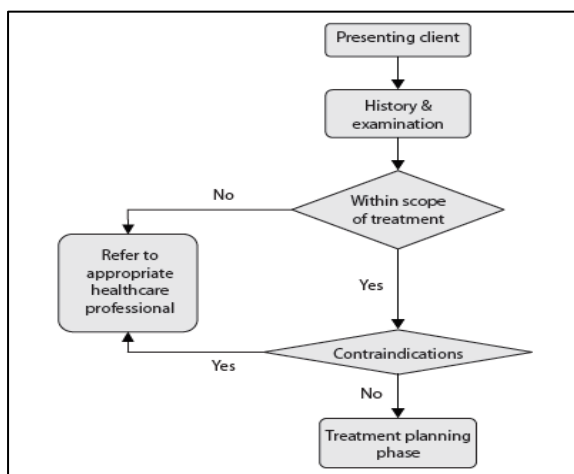 Presenting client
History &
examination
No
Within scope
of treatment
Refer to
appropriate
healthcare
professional
Yes
Contraindications
Yes
No
Treatment planning
phase